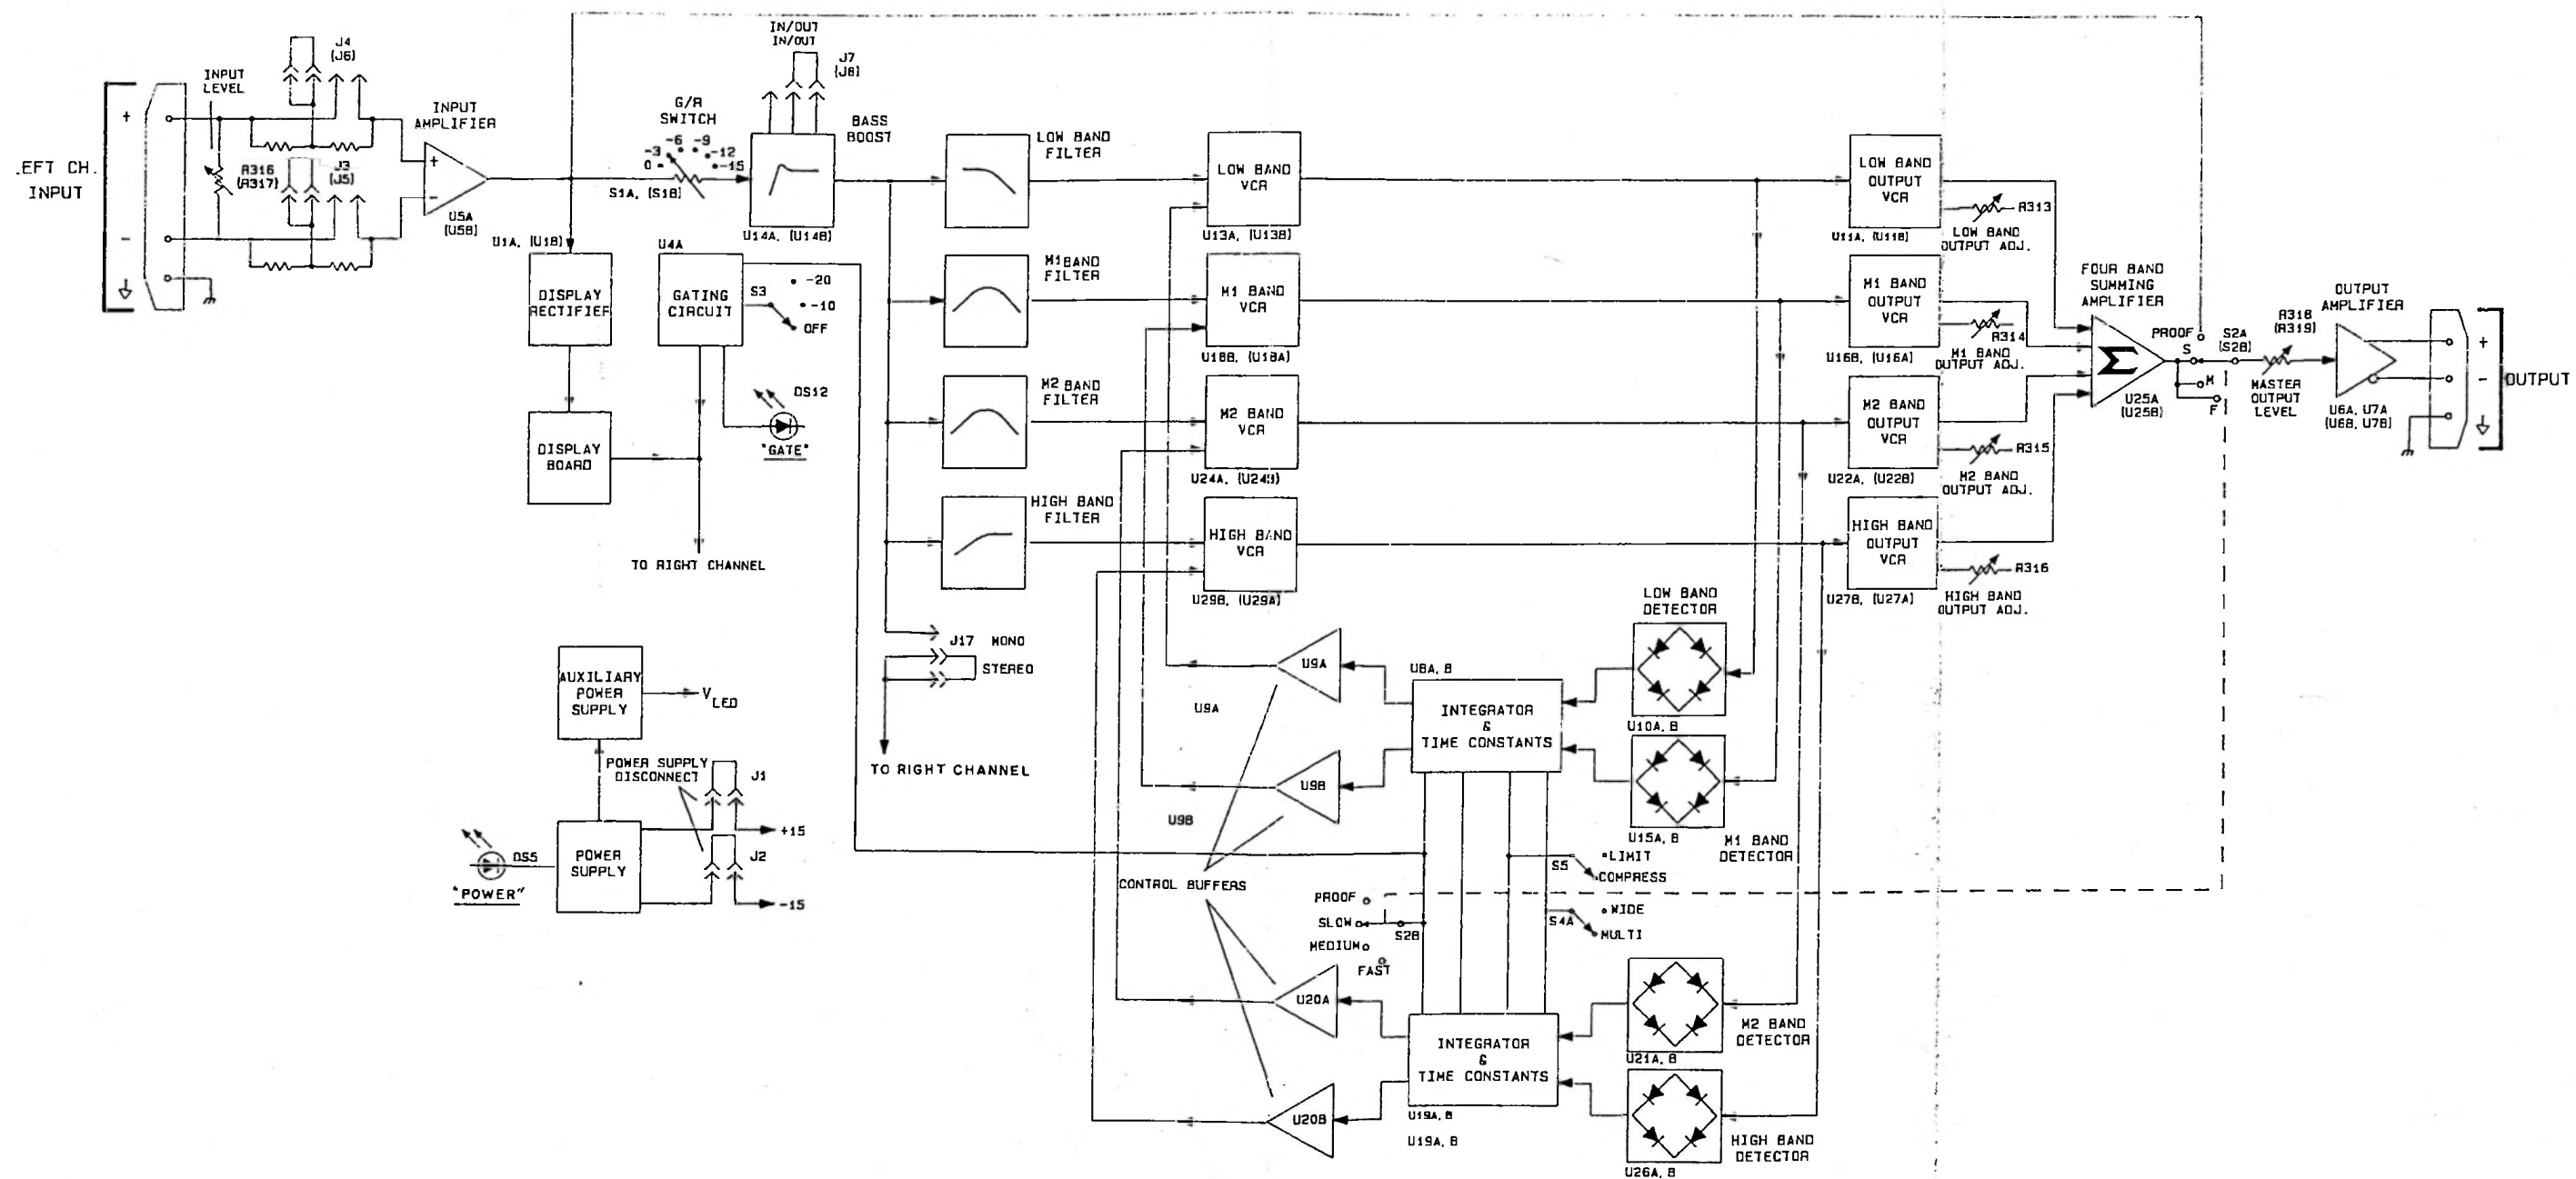 .EFT CH.
INPUT
+
-
INPUT
LEVEL
J4
(J6)
R316
(R317)
J3
(J5)
INPUT
AMPLIFIER
+
-
U5A
(U5B)
G/R
SWITCH
0
-3
-6
-9
-12
-15
S1A, (S1B)
IN/OUT
IN/OUT
J7
(J8)
BASS
BOOST
U14A, (U14B)
U1A, (U1B)
DISPLAY
RECTIFIER
DISPLAY
BOARD
U4A
GATING
CIRCUIT
S3
-20
-10
OFF
DS12
"GATE"
TO RIGHT CHANNEL
LOW BAND
FILTER
M1 BAND
FILTER
M2 BAND
FILTER
HIGH BAND
FILTER
J17
MONO
STEREO
TO RIGHT CHANNEL
LOW BAND
VCR
U13A, (U13B)
M1 BAND
VCR
U18B, (U18A)
M2 BAND
VCR
U24A,
HIGH BAND
VCR
U29B, (U29A)
LOW BAND
OUTPUT
VCR
U11A, (U11B)
R313
LOW BAND
OUTPUT ADJ.
M1 BAND
OUTPUT
VCR
U16B, (U16A)
R314
M1 BAND
OUTPUT ADJ.
M2 BAND
OUTPUT
VCR
U22A, (U22B)
R315
M2 BAND
OUTPUT ADJ.
HIGH BAND
OUTPUT
VCR
U27B, (U27A)
R316
HIGH BAND
OUTPUT ADJ.
FOUR BAND
SUMMING
AMPLIFIER
Σ
U25A
(U25B)
PROOF
S
M
F
S2A
(S2B)
R318
(R319)
MASTER
OUTPUT
LEVEL
OUTPUT
AMPLIFIER
U6A, U7A
(U6B, U7B)
+
-
OUTPUT
AUXILIARY
POWER
SUPPLY
V LED
POWER SUPPLY
DISCONNECT
J1
+15
J2
-15
POWER
SUPPLY
DS5
"POWER"
U9A
U9A
U9B
U9B
CONTROL BUFFERS
U20A
U20B
U8A, B
INTEGRATOR
&
TIME CONSTANTS
LOW BAND
DETECTOR
U10A, B
U15A, B
M1 BAND
DETECTOR
S5
LIMIT
COMPRESS
S4A
WIDE
MULTI
PROOF
SLOW
MEDIUM
FAST
S2B
INTEGRATOR
&
TIME CONSTANTS
U19A, B
U19A, B
U21A, B
M2 BAND
DETECTOR
U26A, B
HIGH BAND
DETECTOR